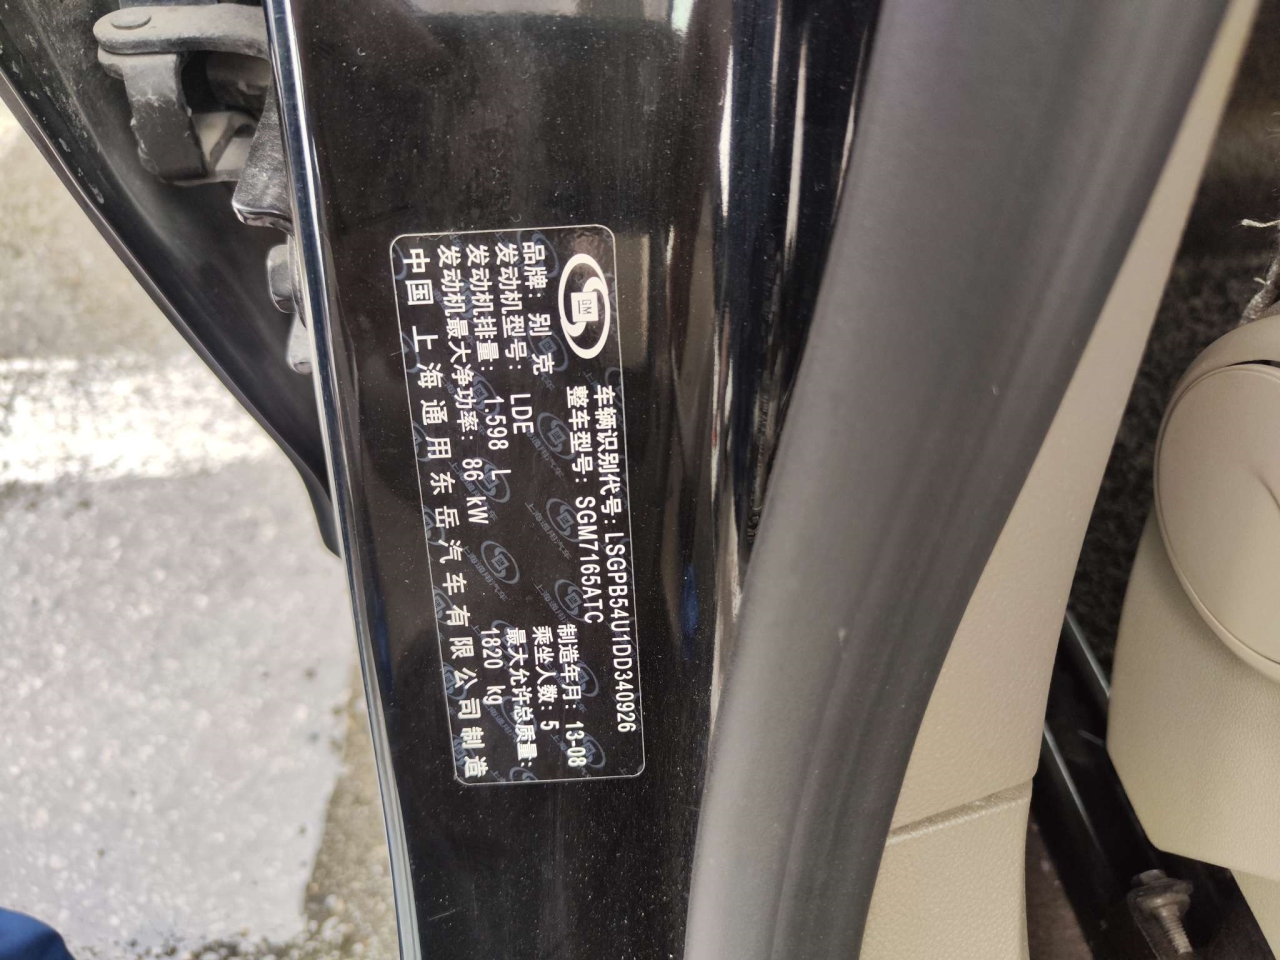 GM
车辆识别代号:LSGPB54U1DD340926
整车型号:SGM7165ATC
品牌: 别克
制造年月: 13-08
发动机型号: LDE
乘坐人数: 5
发动机排量: 1.598 L
最大允许总质量:
发动机最大净功率: 86 kW
1820 kg
中国 上海通用东岳汽车有限公司制造